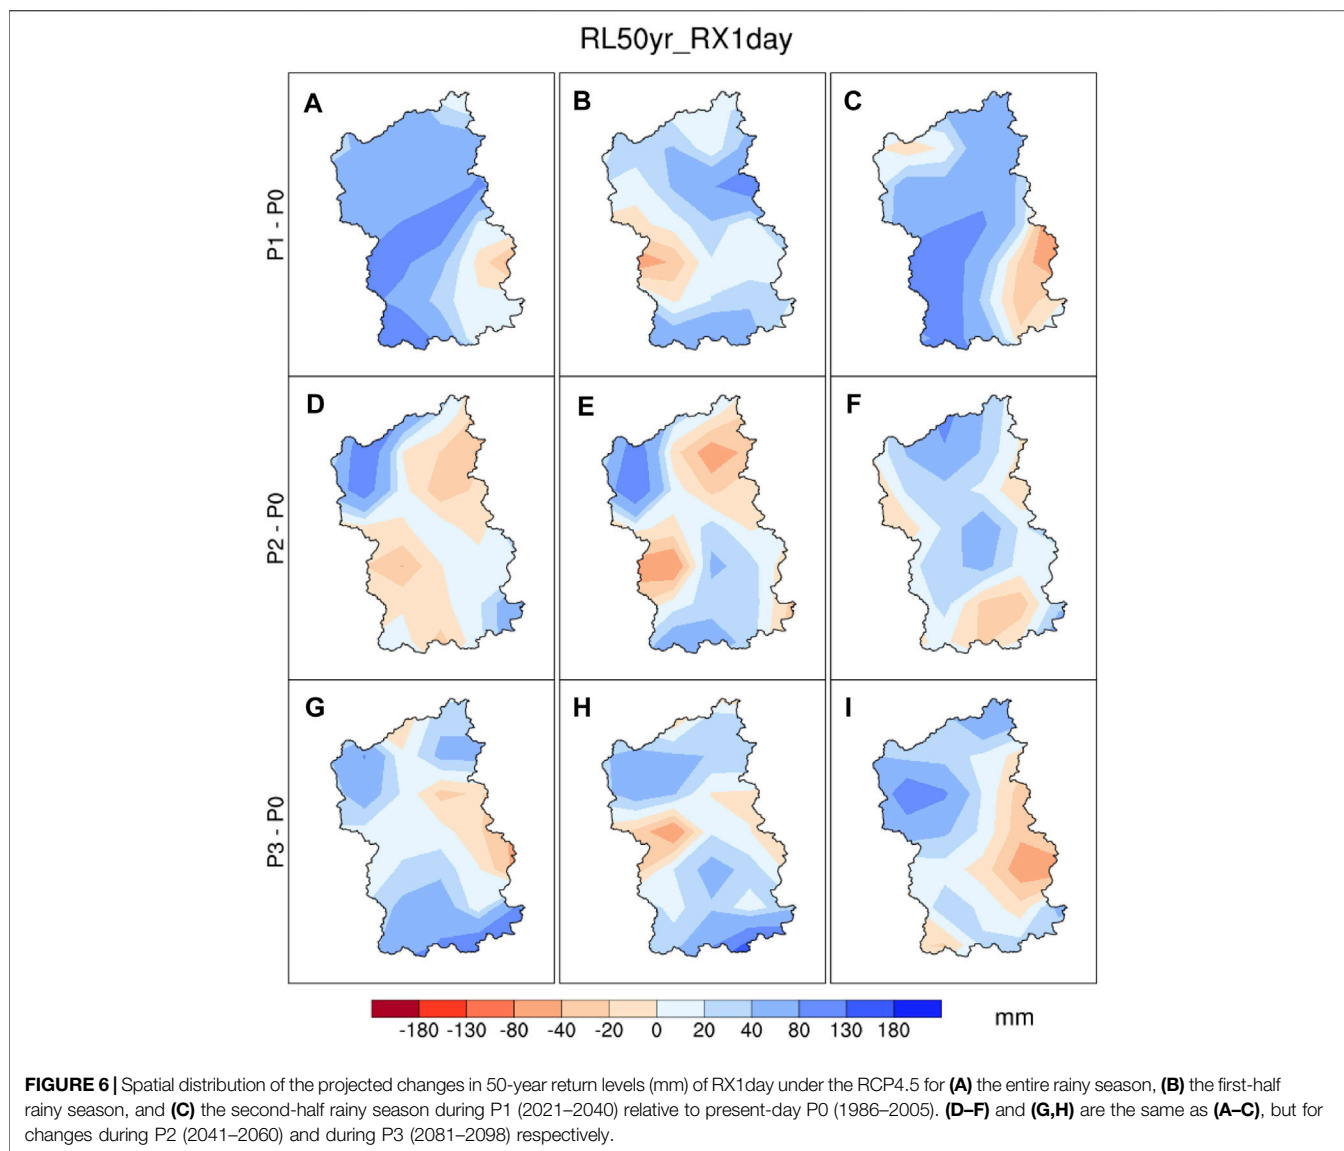 RL50yr_RX1day
A
B
C
P1 - P0
D
E
F
P2 - P0
G
H
I
P3 - P0
-180 -130 -80 -40 -20 0 20 40 80 130 180
mm
FIGURE 6 | Spatial distribution of the projected changes in 50-year return levels (mm) of RX1day under the RCP4.5 for (A) the entire rainy season, (B) the first-half
rainy season, and (C) the second-half rainy season during P1 (2021–2040) relative to present-day P0 (1986–2005). (D–F) and (G,H) are the same as (A–C), but for
changes during P2 (2041–2060) and during P3 (2081–2098) respectively.